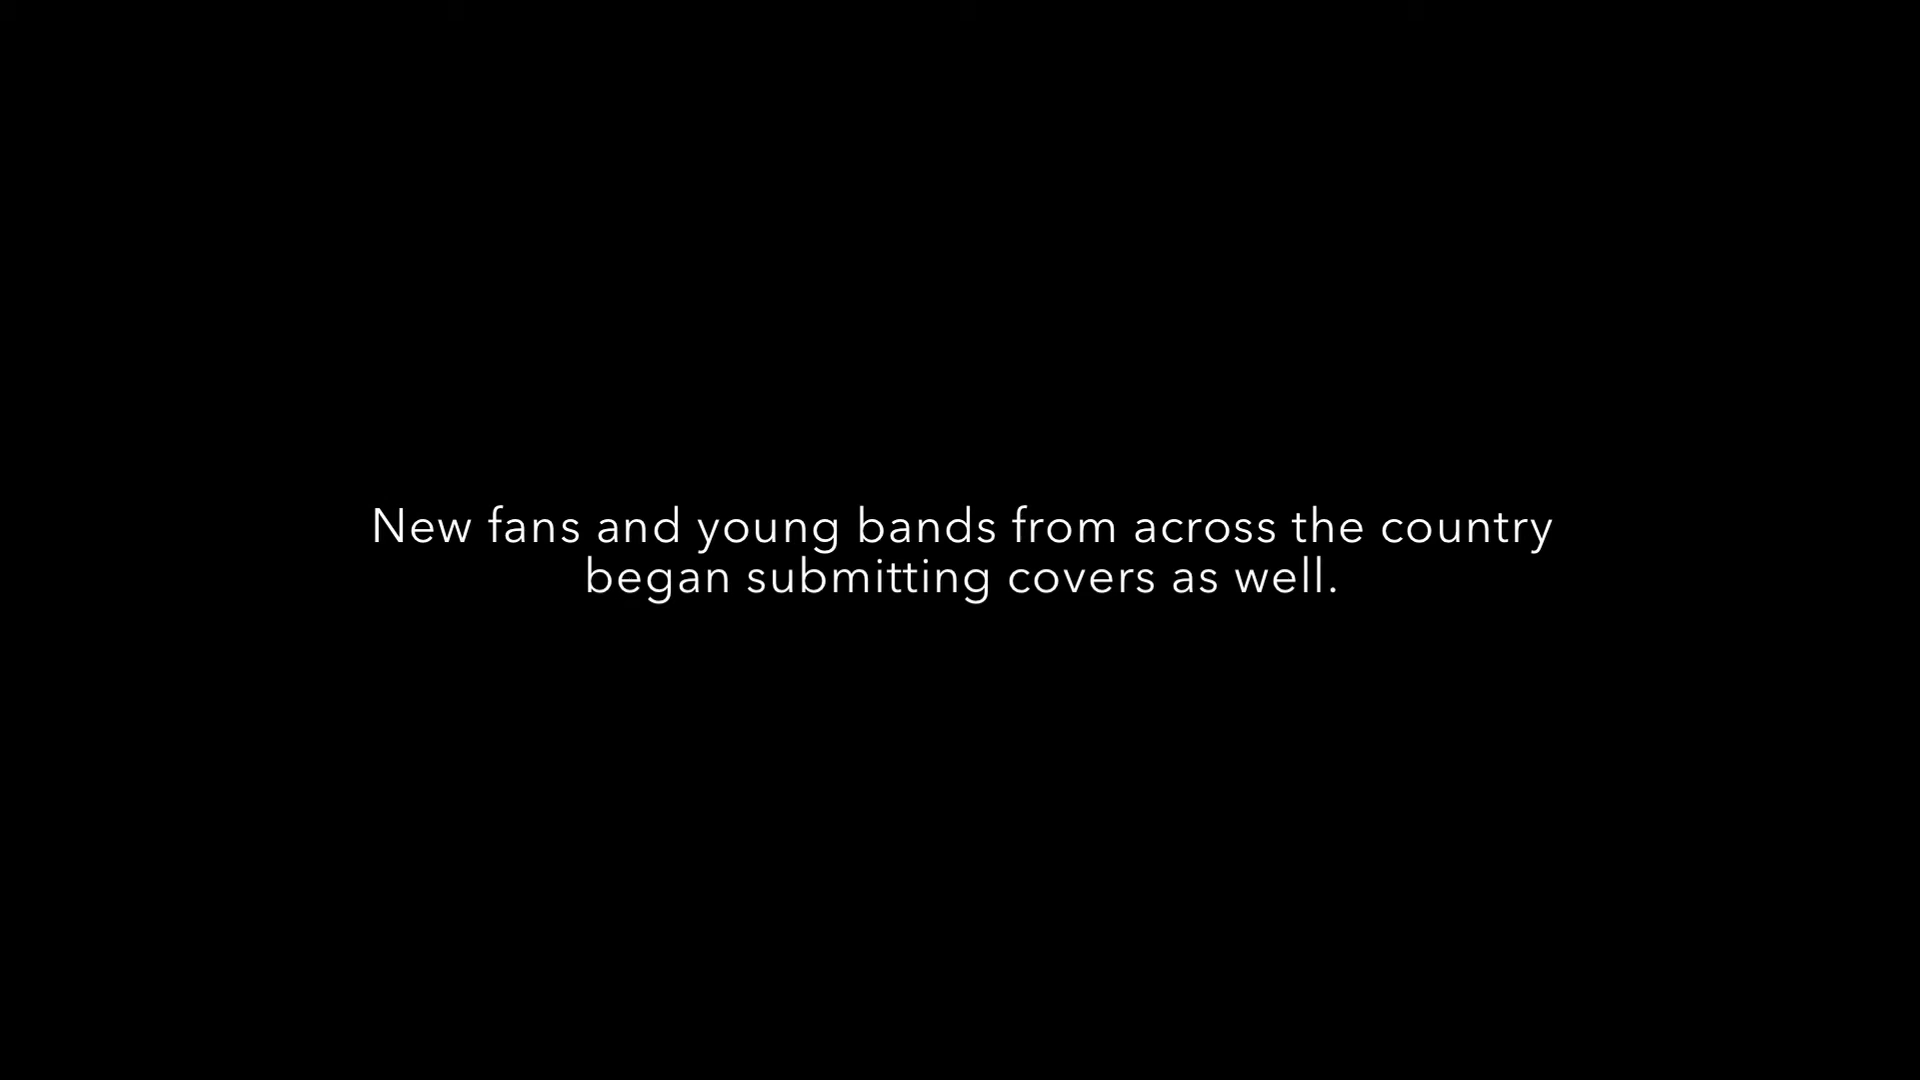 New fans and young bands from across the country
began submitting covers as well.